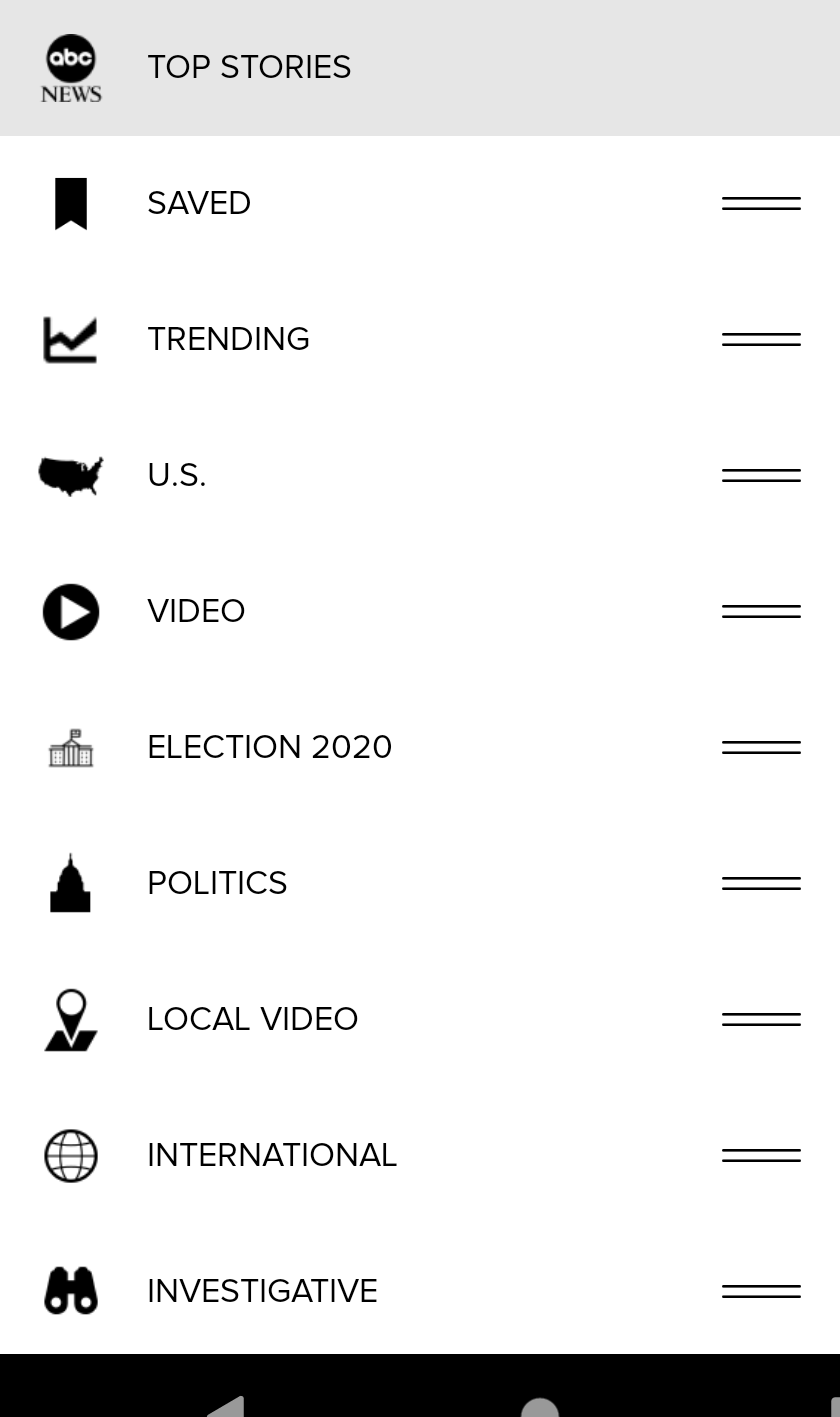 abc
NEWS
TOP STORIES
SAVED
TRENDING
U.S.
VIDEO
ELECTION 2020
POLITICS
LOCAL VIDEO
INTERNATIONAL
INVESTIGATIVE